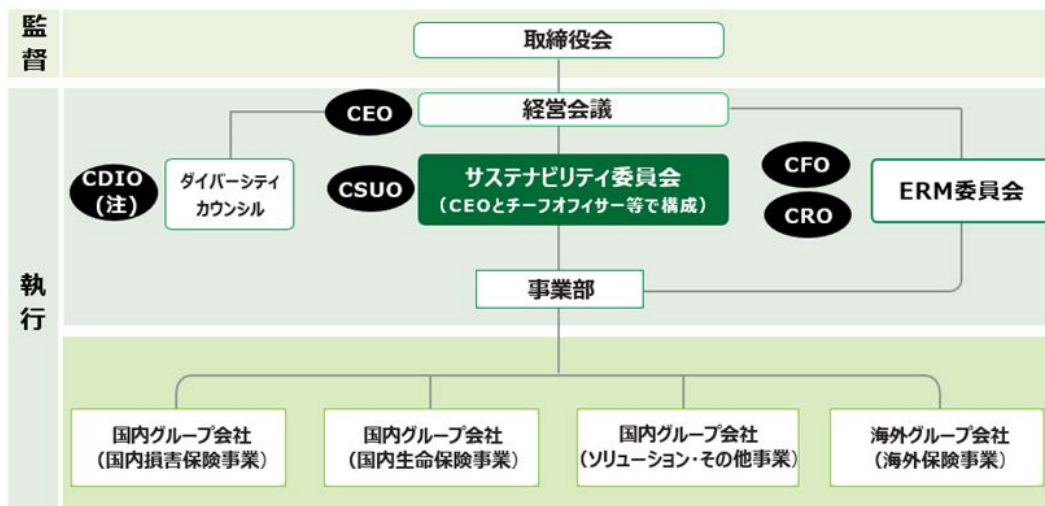 監
督
取締役会
執
行
CEO
経営会議
CDIO
(注)
ダイバーシティ
カウンシル
CSUO
サステナビリティ委員会
（CEOとチーフオフィサー等で構成）
CFO
CRO
ERM委員会
事業部
国内グループ会社
（国内損害保険事業）
国内グループ会社
（国内生命保険事業）
国内グループ会社
（ソリューション・その他事業）
海外グループ会社
（海外保険事業）